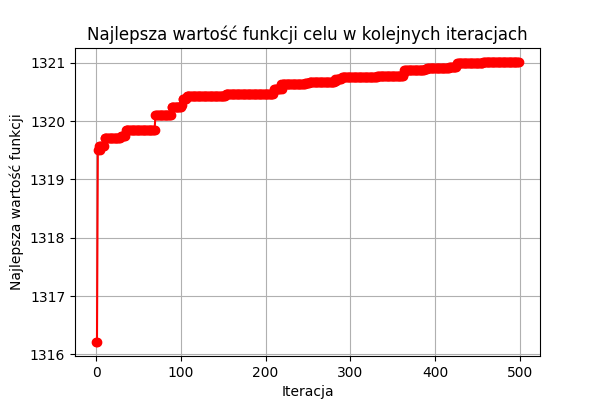 Najlepsza wartość funkcji celu w kolejnych iteracjach
Najlepsza wartość funkcji
1321
1320
1319
1318
1317
1316
0 100 200 300 400 500
Iteracja